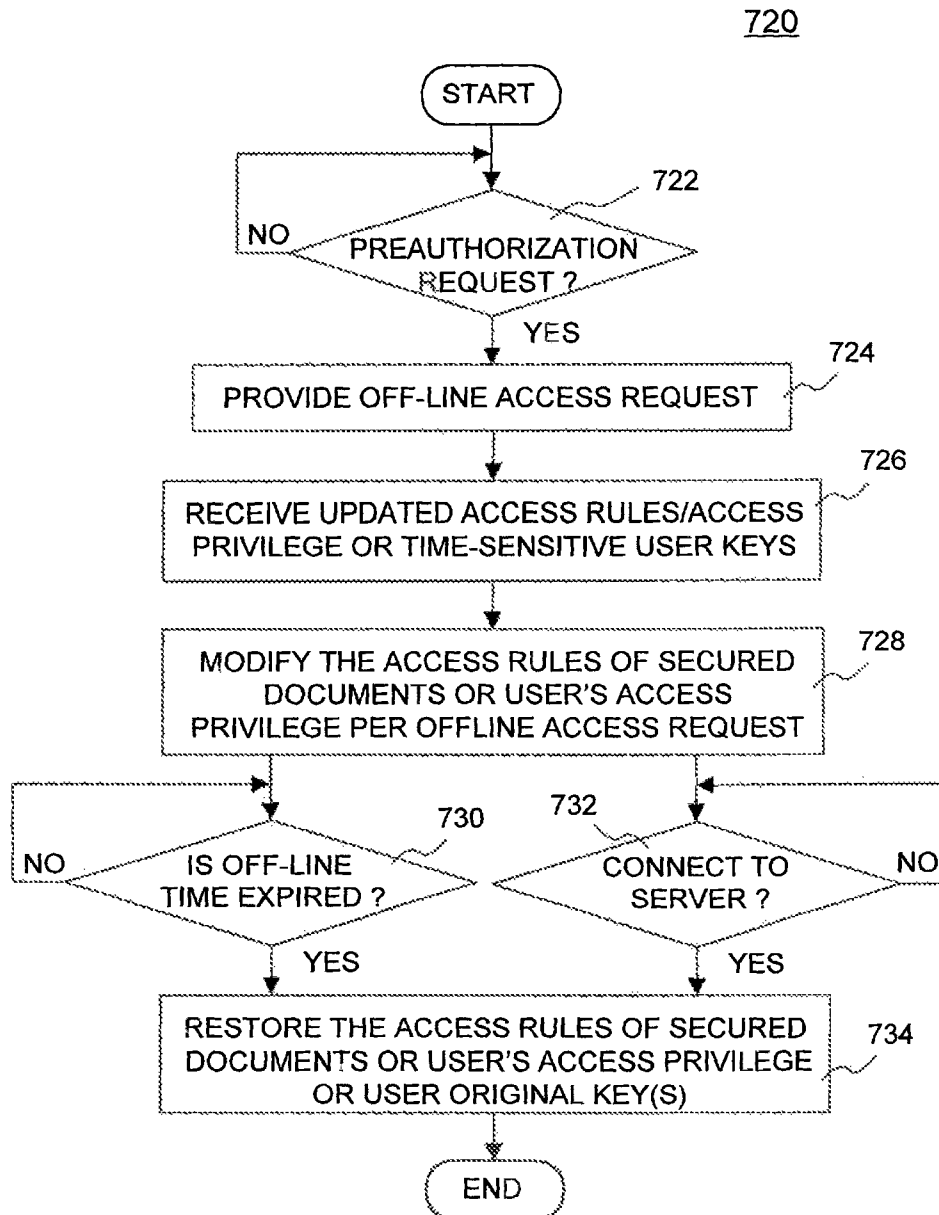 720
START
722
NO
PREAUTHORIZATION
REQUEST ?
YES
724
PROVIDE OFF-LINE ACCESS REQUEST
726
RECEIVE UPDATED ACCESS RULES/ACCESS
PRIVILEGE OR TIME-SENSITIVE USER KEYS
728
MODIFY THE ACCESS RULES OF SECURED
DOCUMENTS OR USER'S ACCESS
PRIVILEGE PER OFFLINE ACCESS REQUEST
730
NO
IS OFF-LINE
TIME EXPIRED ?
YES
732
CONNECT TO
SERVER ?
NO
YES
734
RESTORE THE ACCESS RULES OF SECURED
DOCUMENTS OR USER'S ACCESS PRIVILEGE
OR USER ORIGINAL KEY(S)
END